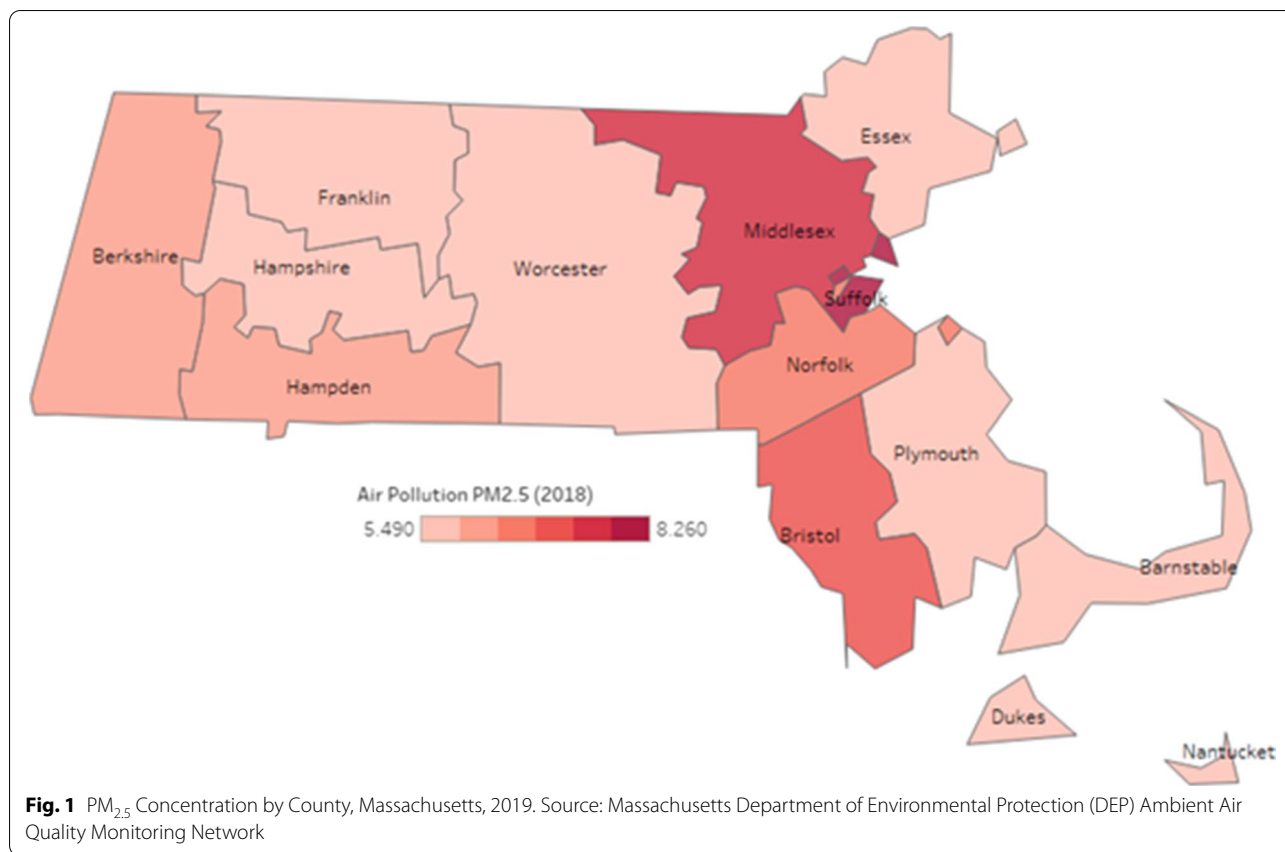 Essex
Franklin
Middlesex
Berkshire
Hampshire
Worcester
Suffolk
Norfolk
Hampden
Plymouth
Air Pollution PM2.5 (2018)
5.490 8.260
Bristol
Barnstable
Dukes
Nantucket
Fig. 1 PM2.5 Concentration by County, Massachusetts, 2019. Source: Massachusetts Department of Environmental Protection (DEP) Ambient Air
Quality Monitoring Network